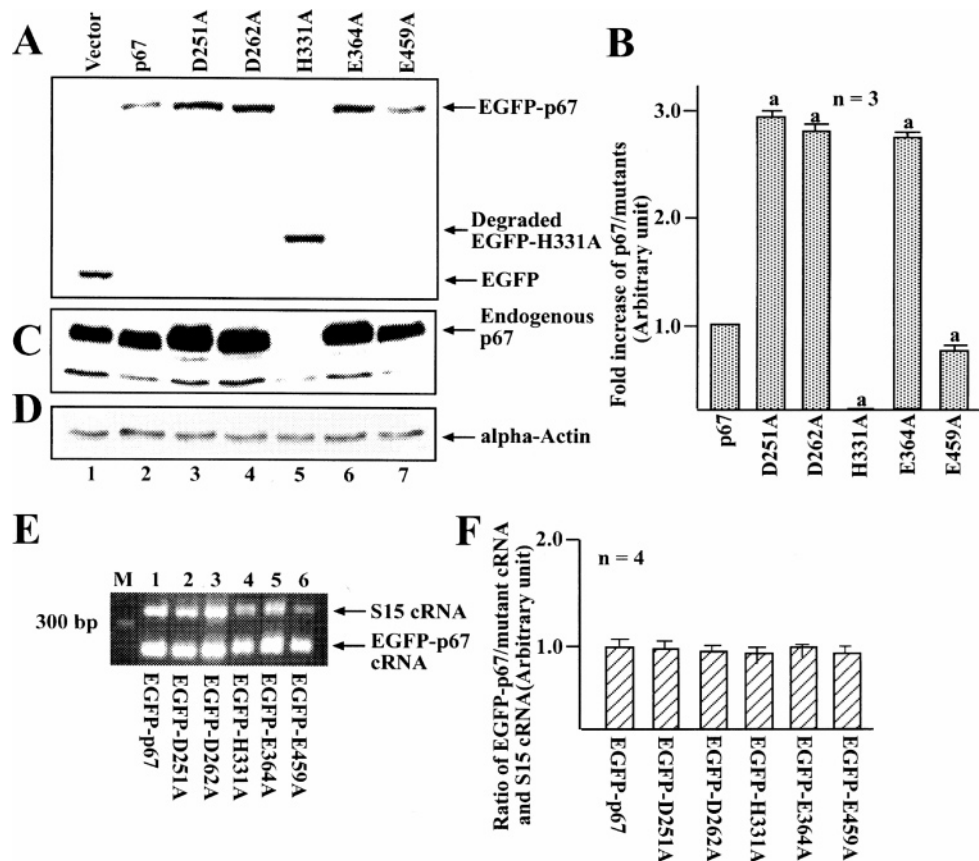 A
Vector
p67
D251A
D262A
H331A
E364A
E459A
EGFP-p67
Degraded
EGFP-H331A
EGFP
C
Endogenous
p67
D
alpha-Actin
1 2 3 4 5 6 7
B
n = 3
Fold increase of p67/mutants
(Arbitrary unit)
3.0
2.0
1.0
a
a
a
a
a
p67
D251A
D262A
H331A
E364A
E459A
E
M 1 2 3 4 5 6
300 bp
S15 cRNA
EGFP-p67
cRNA
EGFP-p67
EGFP-D251A
EGFP-D262A
EGFP-H331A
EGFP-E364A
EGFP-E459A
F
n = 4
Ratio of EGFP-p67/mutant cRNA
and S15 cRNA(Arbitrary unit)
2.0
1.0
EGFP-p67
EGFP-D251A
EGFP-D262A
EGFP-H331A
EGFP-E364A
EGFP-E459A